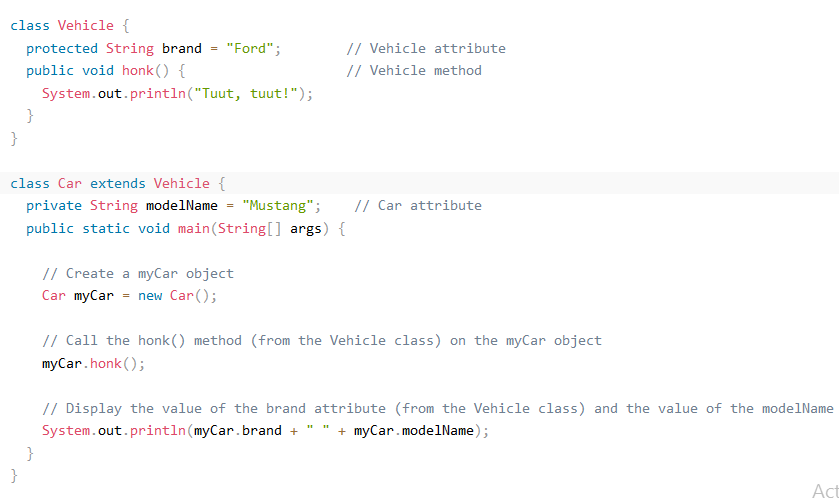 class Vehicle {
  protected String brand = "Ford";        // Vehicle attribute
  public void honk() {                    // Vehicle method
    System.out.println("Tuut, tuut!");
  }
}

class Car extends Vehicle {
  private String modelName = "Mustang";    // Car attribute
  public static void main(String[] args) {

    // Create a myCar object
    Car myCar = new Car();

    // Call the honk() method (from the Vehicle class) on the myCar object
    myCar.honk();

    // Display the value of the brand attribute (from the Vehicle class) and the value of the modelName
    System.out.println(myCar.brand + " " + myCar.modelName);
  }
}